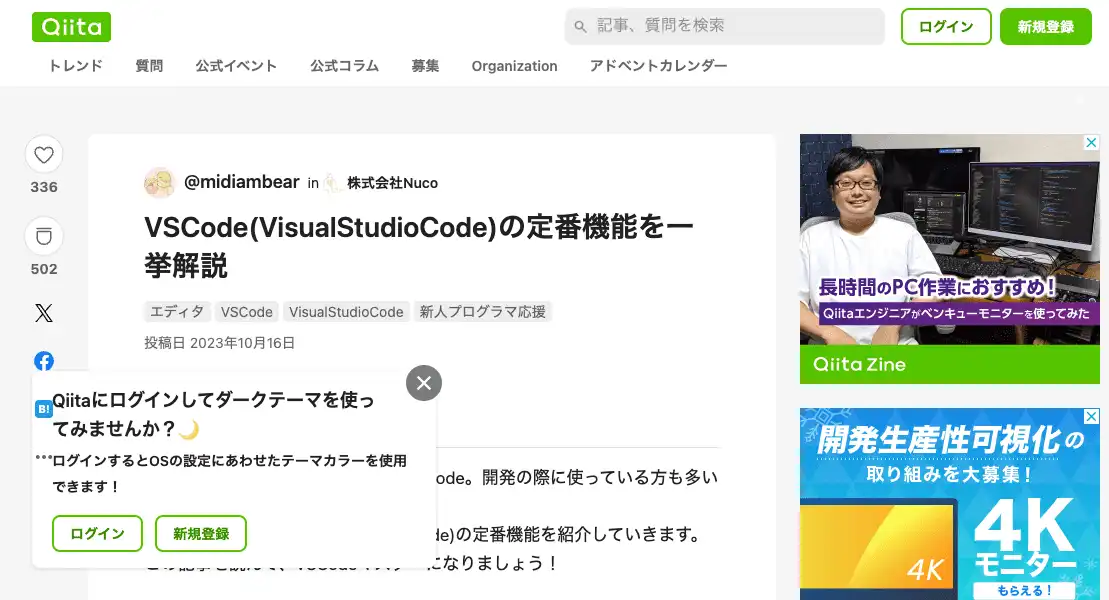 Qiita
記事、質問を検索
ログイン
新規登録
トレンド
質問
公式イベント
公式コラム
募集
Organization
アドベントカレンダー
336
502
@midiambear in 株式会社Nuco
VSCode(VisualStudioCode)の定番機能を一
挙解説
エディタ
VSCode
VisualStudioCode
新人プログラマ応援
投稿日 2023年10月16日
B!
Qiitaにログインしてダークテーマを使っ
てみませんか？🌙
ログインするとOSの設定にあわせたテーマカラーを使用
できます！
ログイン
新規登録
ode。開発の際に使っている方も多い
de)の定番機能を紹介していきます。
になりましょう！
長時間のPC作業におすすめ！
QiitaエンジニアがベンキューモニターをÂ使ってみた
Qiita Zine
開発生産性可視化の
取り組みを大募集！
4K
4K
モニター
もらえる！